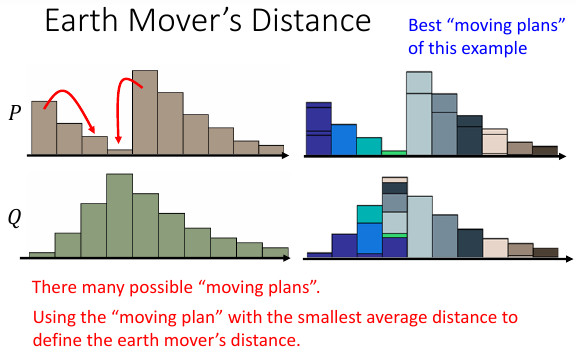 Earth Mover's Distance
Best “moving plans”
of this example
P
Q
There many possible “moving plans”.
Using the “moving plan” with the smallest average distance to
define the earth mover's distance.